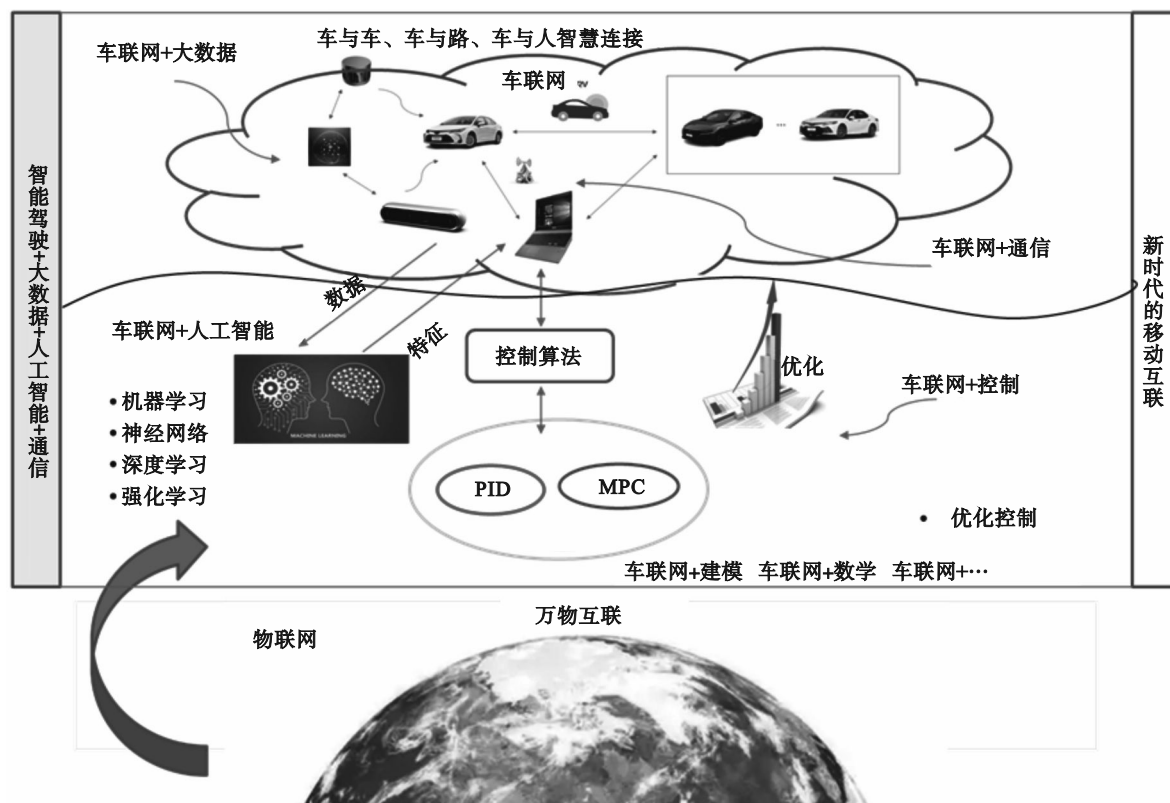 车与车、车与路、车与人智慧连接
车联网+大数据
车联网
...
智能驾驶+大数据+人工智能+通信
新时代的移动互联
车联网+通信
数据
特征
车联网+人工智能
MACHINE LEARNING
控制算法
优化
车联网+控制
•机器学习
•神经网络
•深度学习
•强化学习
PID
MPC
• 优化控制
车联网+建模 车联网+数学 车联网+…
万物互联
物联网